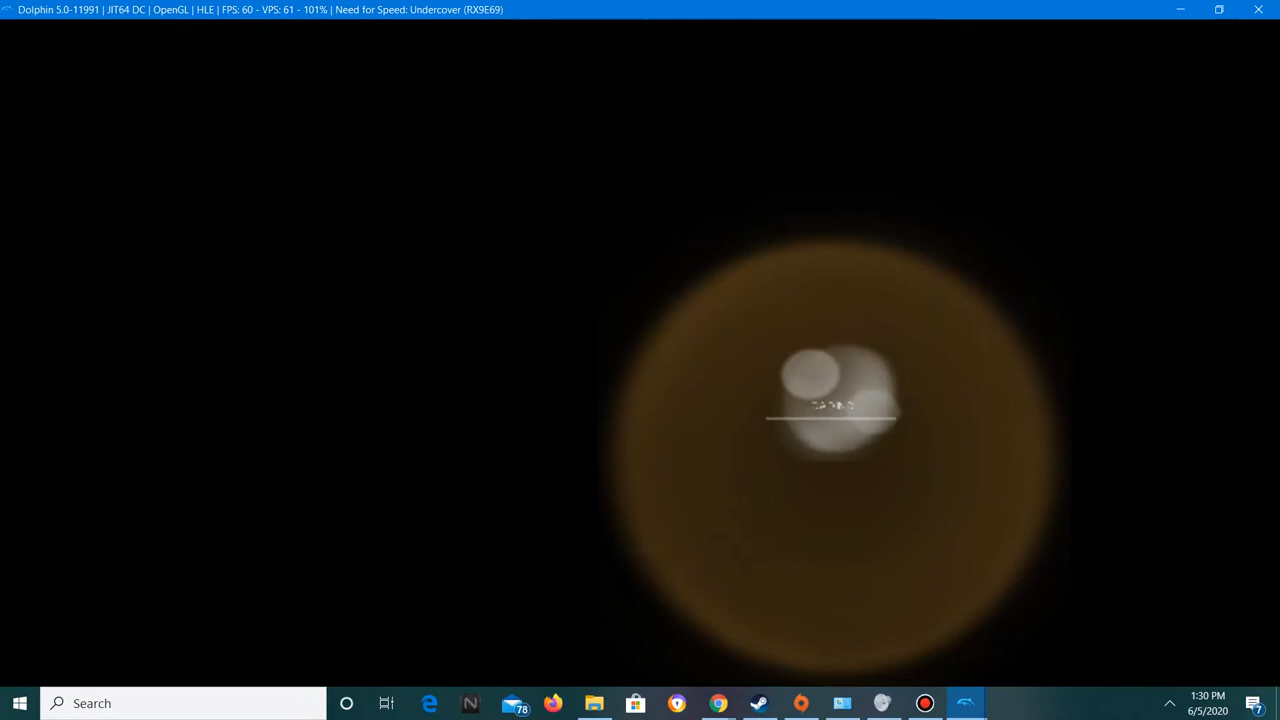 Dolphin 5.0-11991 | JIT64 DC | OpenGL | HLE | FPS: 60 - VPS: 61 - 101% | Need for Speed: Undercover (RX9E69)
Search
78
1:30 PM
6/5/2020
7